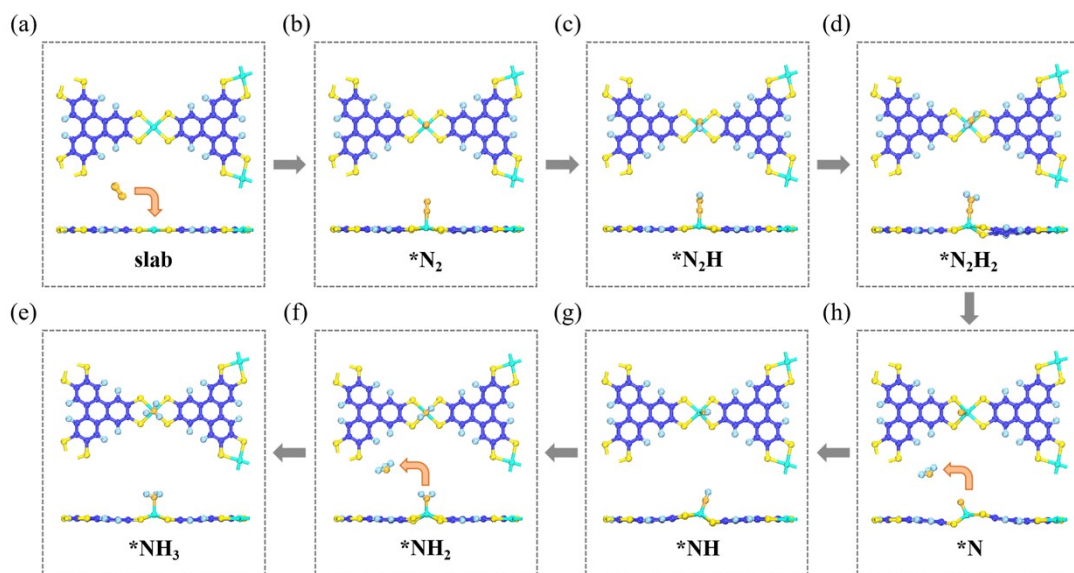 (a)
(b)
(c)
(d)
slab
*N₂
*N₂H
*N₂H₂
(e)
(f)
(g)
(h)
*NH₃
*NH₂
*NH
*N